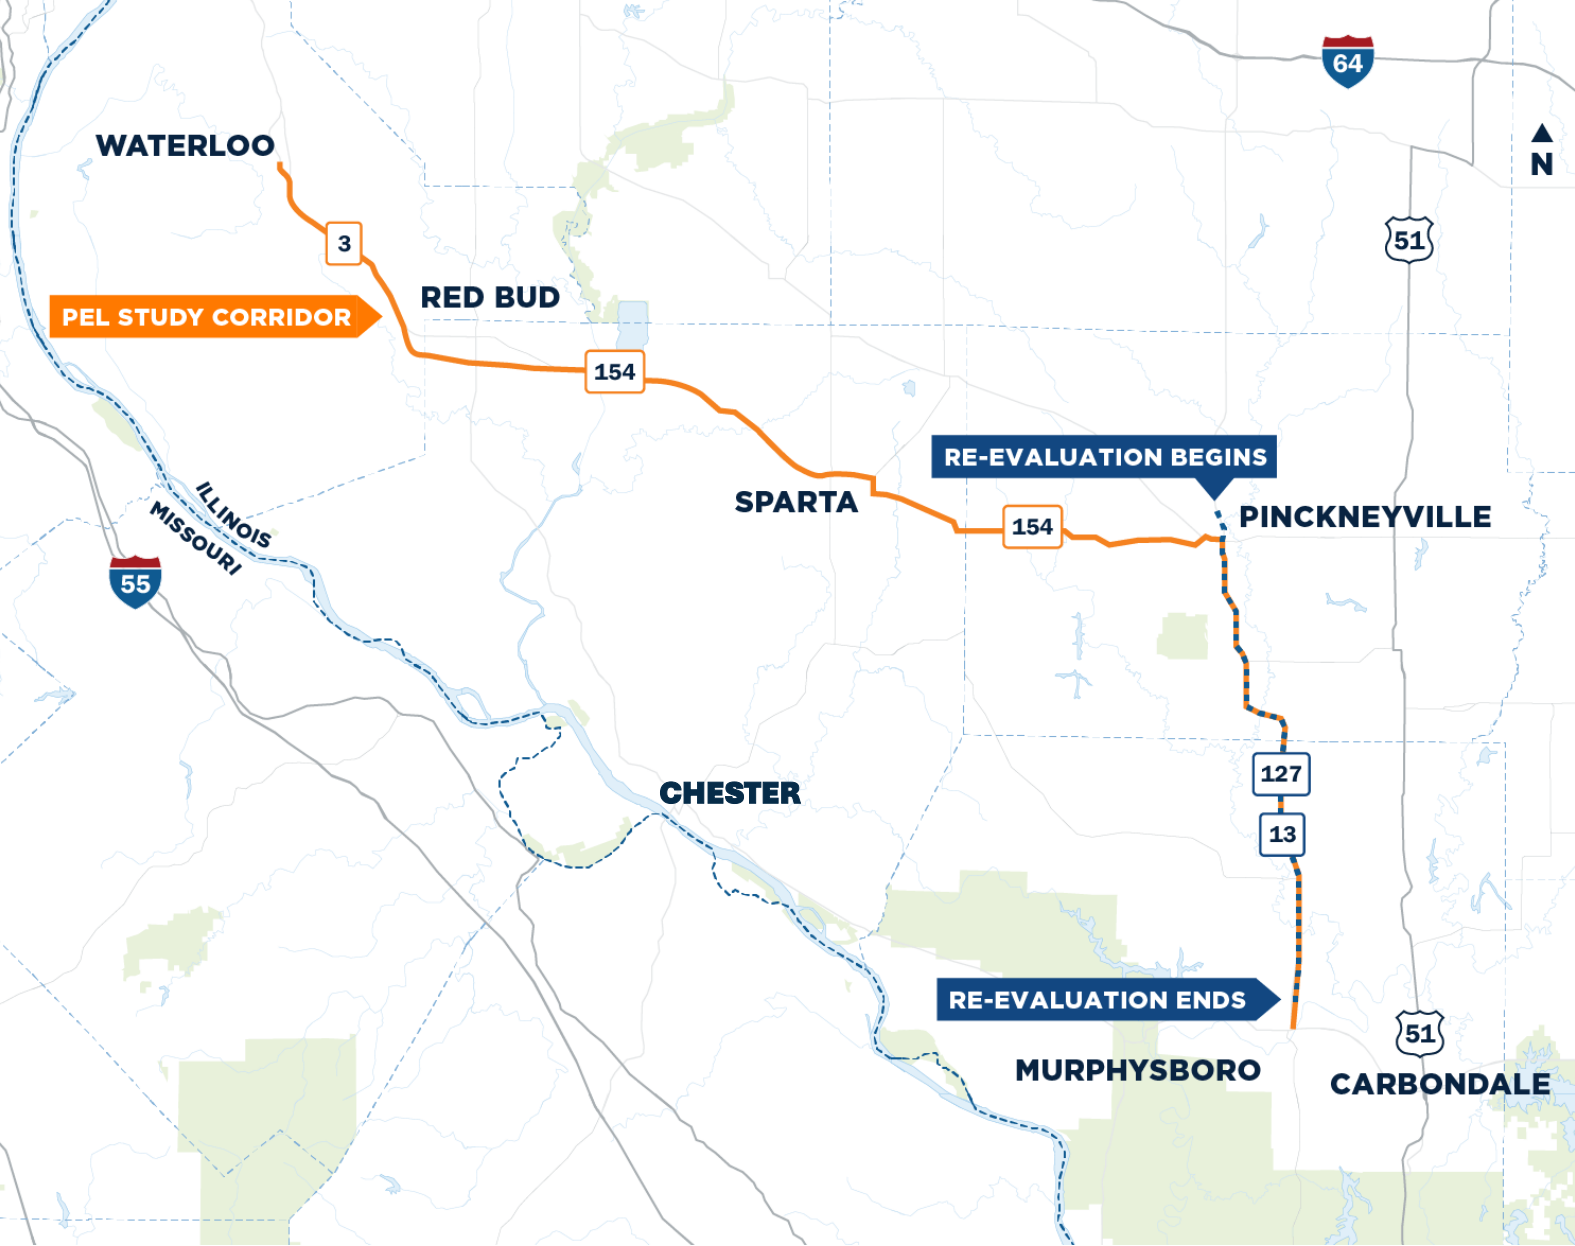 64
WATERLOO
N
3
51
RED BUD
PEL STUDY CORRIDOR
154
RE-EVALUATION BEGINS
SPARTA
PINCKNEYVILLE
154
ILLINOIS
MISSOURI
55
127
CHESTER
13
RE-EVALUATION ENDS
51
MURPHYSBORO
CARBONDALE